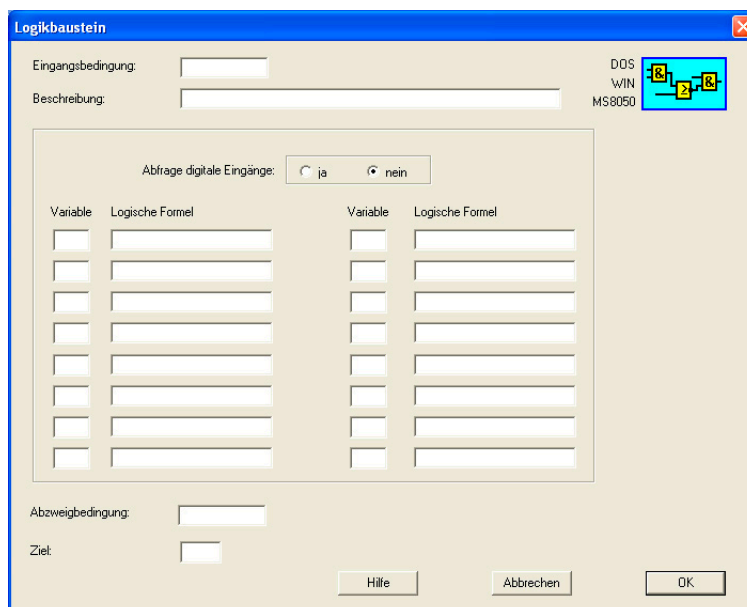 Logikbaustein
Eingangsbedingung:
DOS
WIN
MS8050
& ≥ &
Beschreibung:
Abfrage digitale Eingänge: ja nein
Variable Logische Formel Variable Logische Formel
Abzweigbedingung:
Ziel:
Hilfe Abbrechen OK